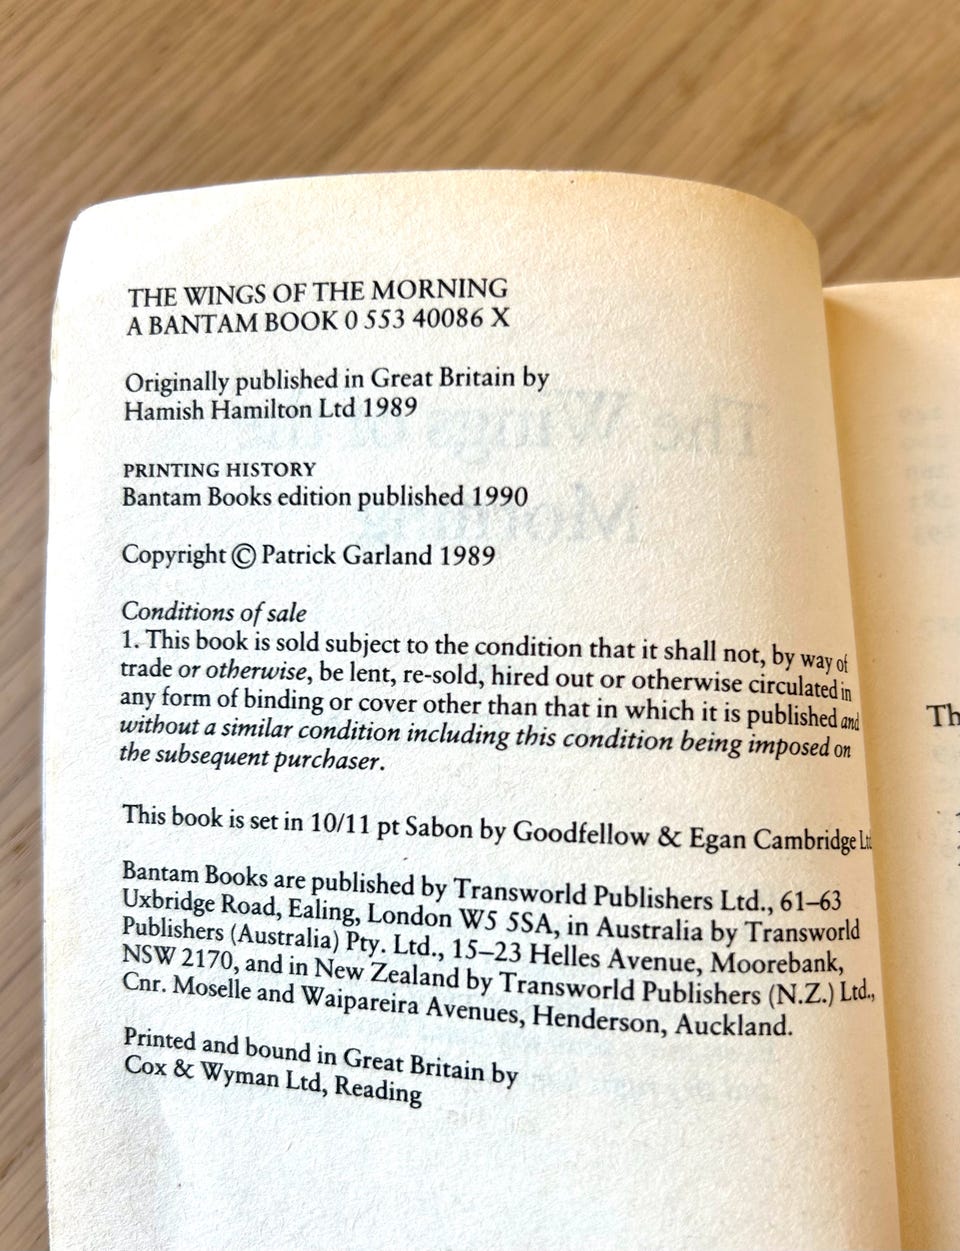 THE WINGS OF THE MORNING
A BANTAM BOOK 0 553 40086 X
Originally published in Great Britain by
Hamish Hamilton Ltd 1989
PRINTING HISTORY
Bantam Books edition published 1990
Copyright © Patrick Garland 1989
Conditions of sale
1. This book is sold subject to the condition that it shall not, by way of
trade or otherwise, be lent, re-sold, hired out or otherwise circulated in
any form of binding or cover other than that in which it is published and
without a similar condition including this condition being imposed on
the subsequent purchaser.
This book is set in 10/11 pt Sabon by Goodfellow & Egan Cambridge Ltd
Bantam Books are published by Transworld Publishers Ltd., 61–63
Uxbridge Road, Ealing, London W5 5SA, in Australia by Transworld
Publishers (Australia) Pty. Ltd., 15–23 Helles Avenue, Moorebank,
NSW 2170, and in New Zealand by Transworld Publishers (N.Z.) Ltd.,
Cnr. Moselle and Waipareira Avenues, Henderson, Auckland.
Printed and bound in Great Britain by
Cox & Wyman Ltd, Reading